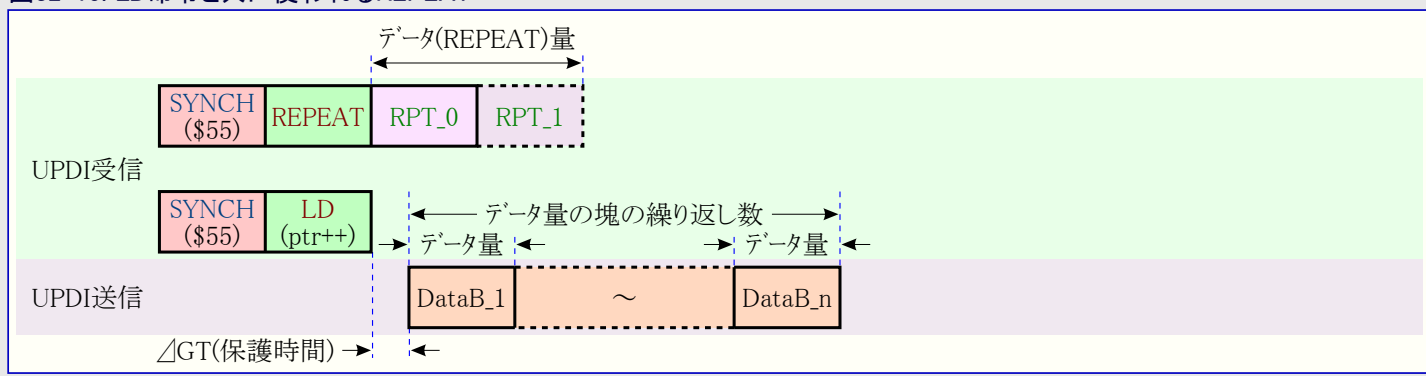 データ(REPEAT)量
SYNCH
($55)
REPEAT
RPT_0
RPT_1
UPDI受信
SYNCH
($55)
LD
(ptr++)
データ量の塊の繰り返し数
データ量
データ量
UPDI送信
DataB_1
～
DataB_n
⊿GT(保護時間)